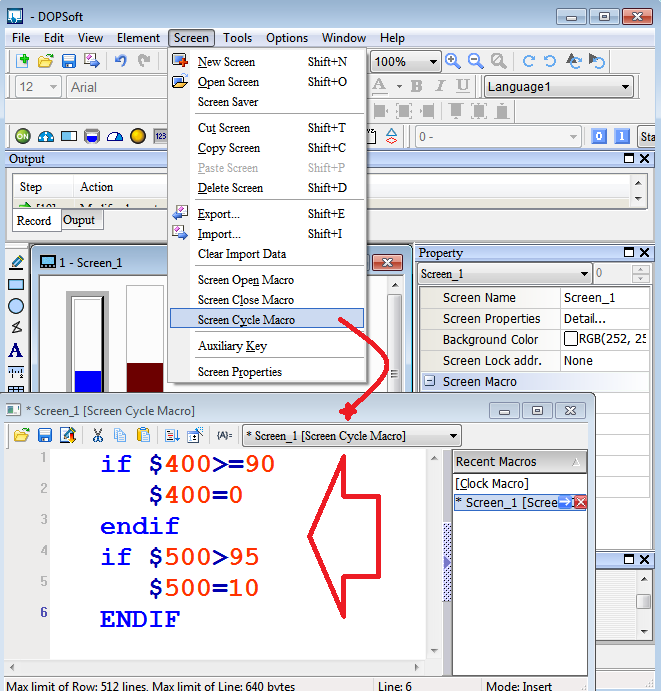 - DOPSoft
File Edit View Element Screen Tools Options Window Help
100%
12 Arial
Language1
ON 123 0 - 0 1 Sta
New Screen Shift+N
Open Screen Shift+O
Screen Saver
Cut Screen Shift+T
Copy Screen Shift+C
Paste Screen Shift+P
Delete Screen Shift+D
Export... Shift+E
Import... Shift+I
Clear Import Data
Screen Open Macro
Screen Close Macro
Screen Cycle Macro
Auxiliary Key
Screen Properties
Output
Step Action
Record Ouput
1 - Screen_1
Property
Screen_1 0
Screen Name Screen_1
Screen Properties Detail...
Background Color RGB(252, 25
Screen Lock addr. None
Screen Macro
* Screen_1 [Screen Cycle Macro]
* Screen_1 [Screen Cycle Macro]
1 if $400>=90
2 $400=0
3 endif
4 if $500>95
5 $500=10
6 ENDIF
Recent Macros
[Clock Macro]
* Screen_1 [Scree
Max limit of Row: 512 lines. Max limit of Line: 640 bytes Line: 6 Mode: Insert